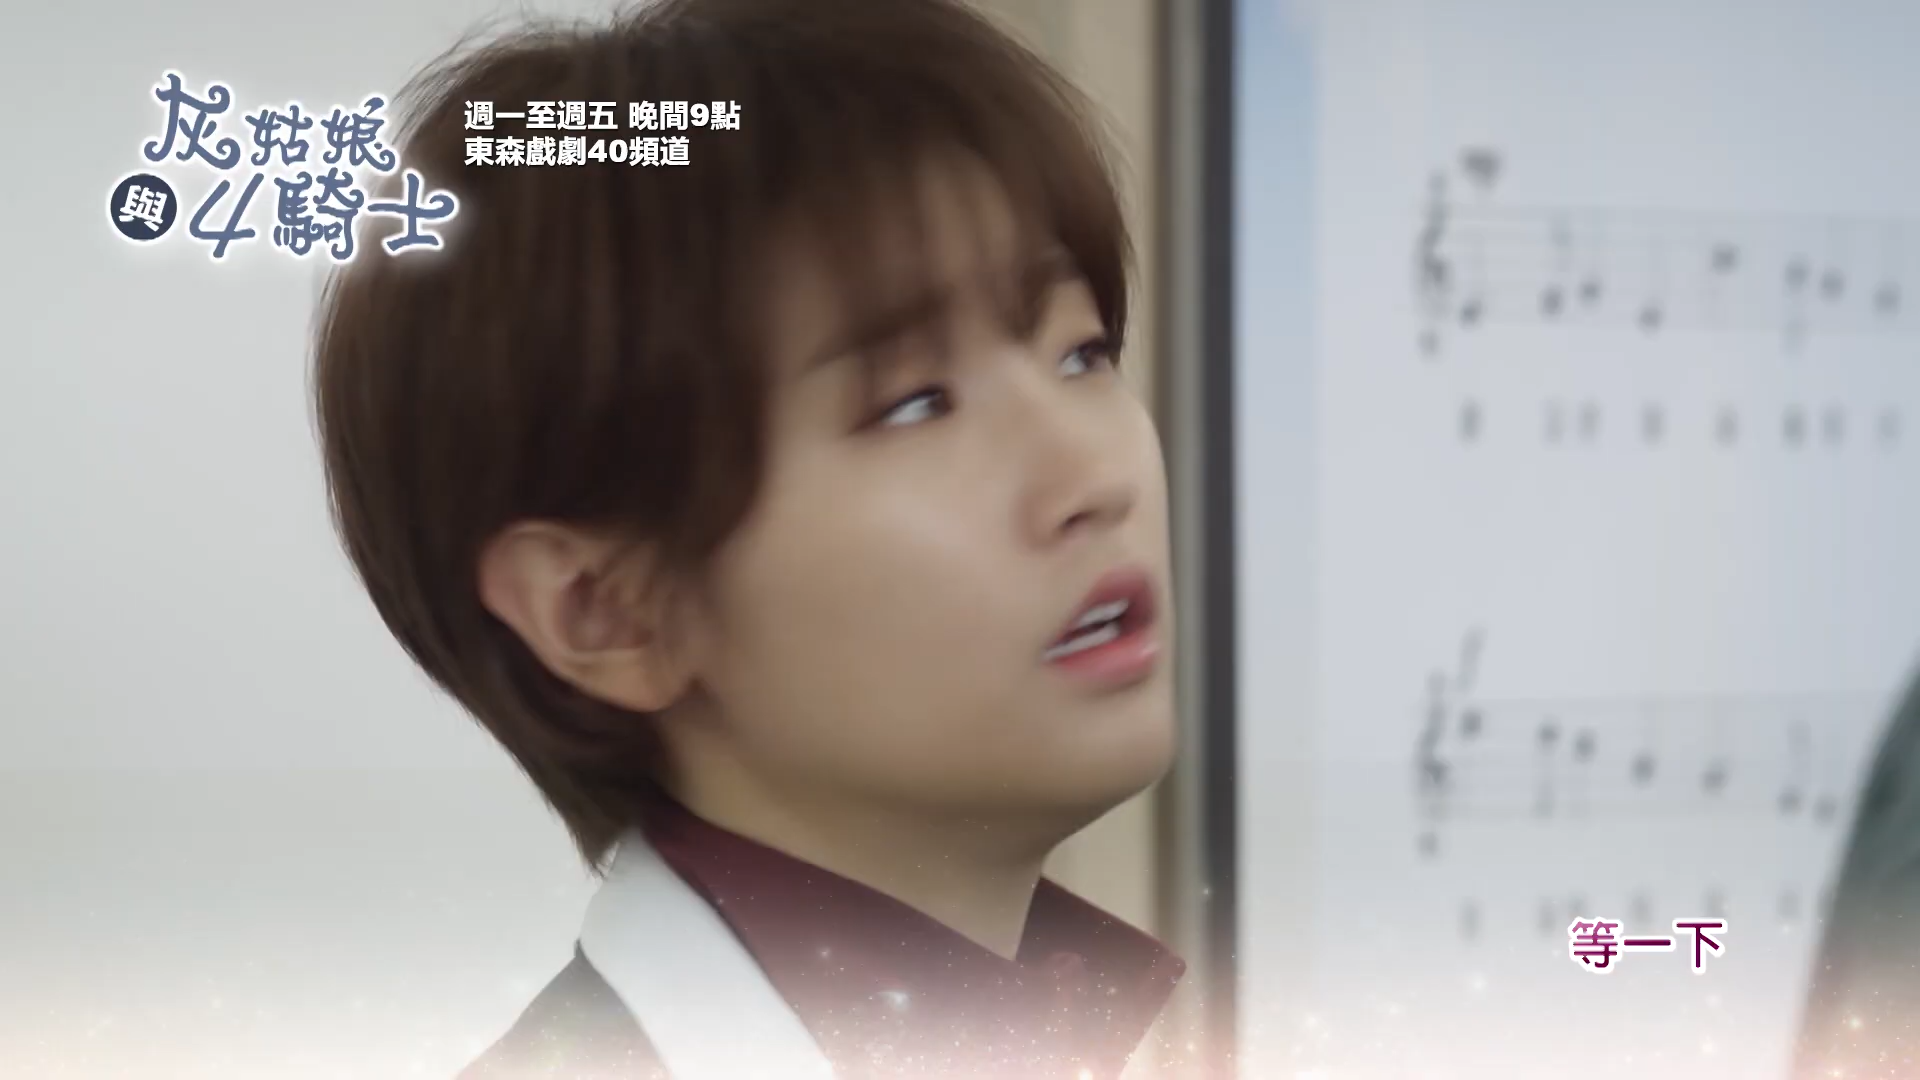 灰姑娘
與4騎士
週一至週五 晚間9點
東森戲劇40頻道
等一下